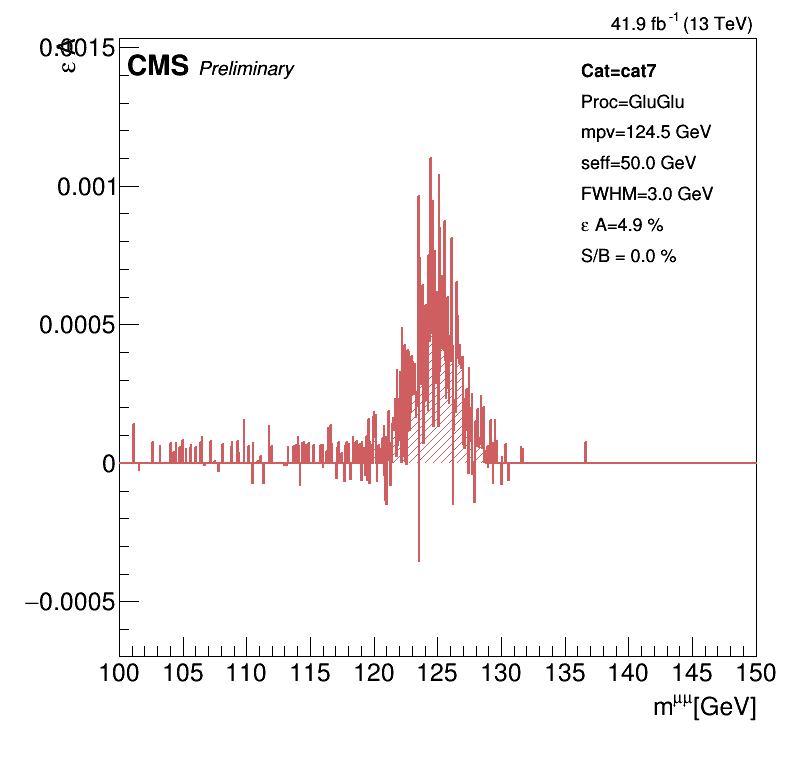 41.9 fb⁻¹ (13 TeV)
ε A
CMS Preliminary
Cat=cat7
Proc=GluGlu
mpv=124.5 GeV
seff=50.0 GeV
FWHM=3.0 GeV
ε A=4.9 %
S/B = 0.0 %
0.0015
0.001
0.0005
0
−0.0005
100 105 110 115 120 125 130 135 140 145 150
m^μμ[GeV]